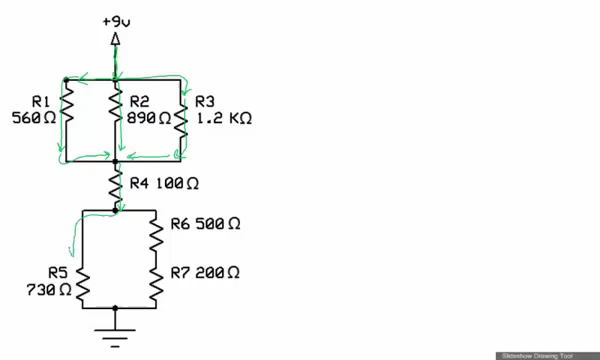 +9v
R1
560Ω
R2
890Ω
R3
1.2 KΩ
R4 100Ω
R6 500Ω
R5
730Ω
R7 200Ω
Slideshow Drawing Tool